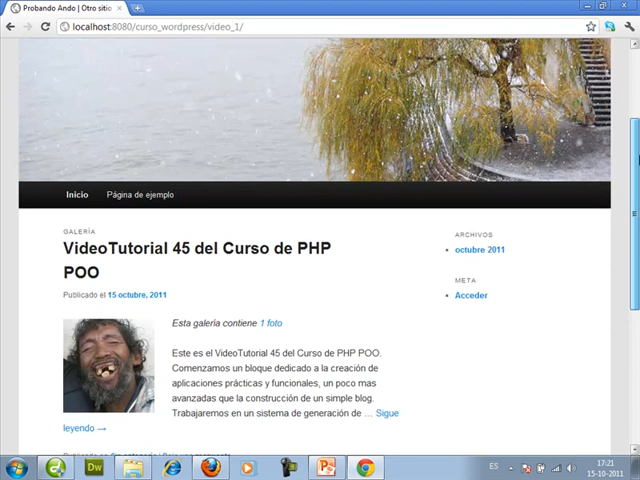 Probando Ando | Otro sitio
localhost:8080/curso_wordpress/video_1/
Inicio Página de ejemplo
GALERÍA
VideoTutorial 45 del Curso de PHP
POO
Publicado el 15 octubre, 2011
Esta galería contiene 1 foto
Este es el VideoTutorial 45 del Curso de PHP POO.
Comenzamos un bloque dedicado a la creación de
aplicaciones prácticas y funcionales, un poco mas
avanzadas que la construcción de un simple blog.
Trabajaremos en un sistema de generación de … Sigue
leyendo →
ARCHIVOS
octubre 2011
META
Acceder
Dw
ES
17:21
15-10-2011